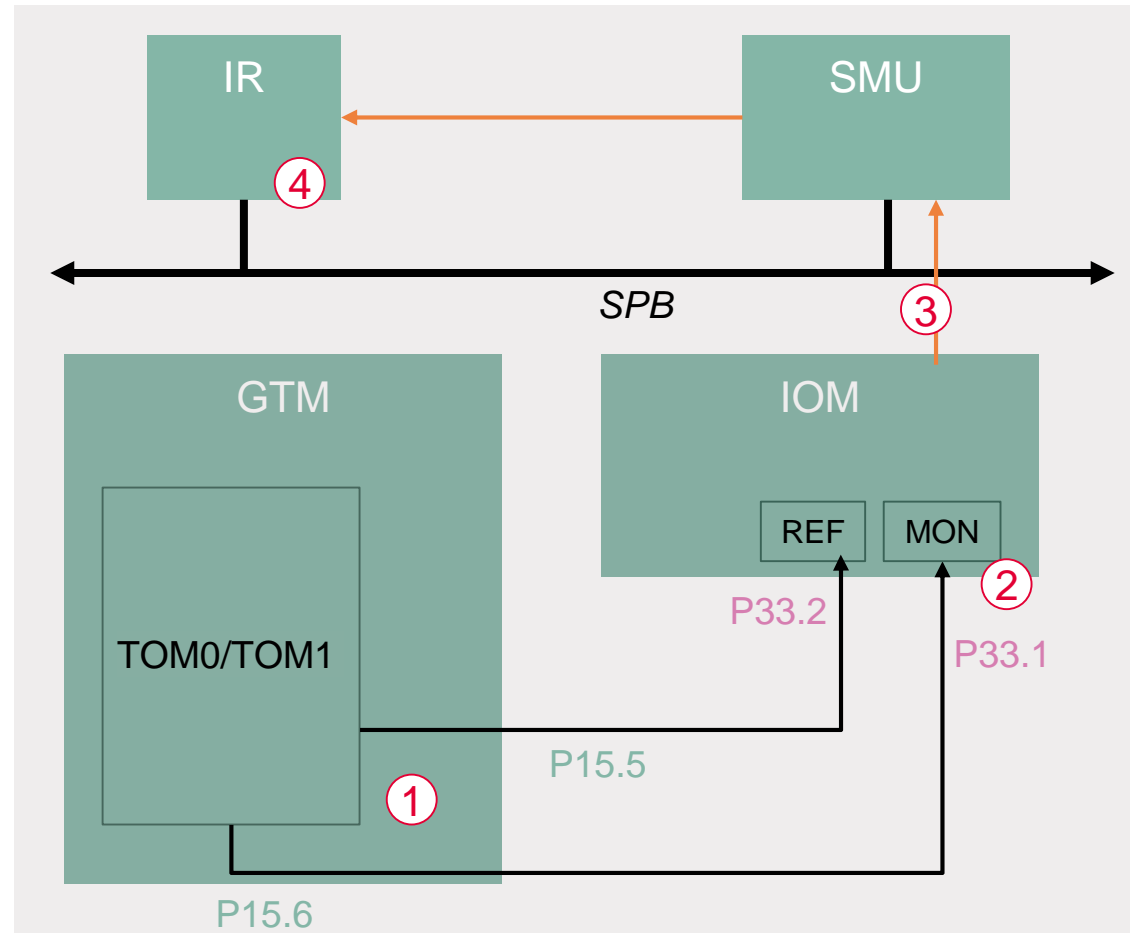 IR
SMU
4
SPB
3
GTM
IOM
REF
MON
2
P33.2
TOM0/TOM1
P33.1
P15.5
1
P15.6